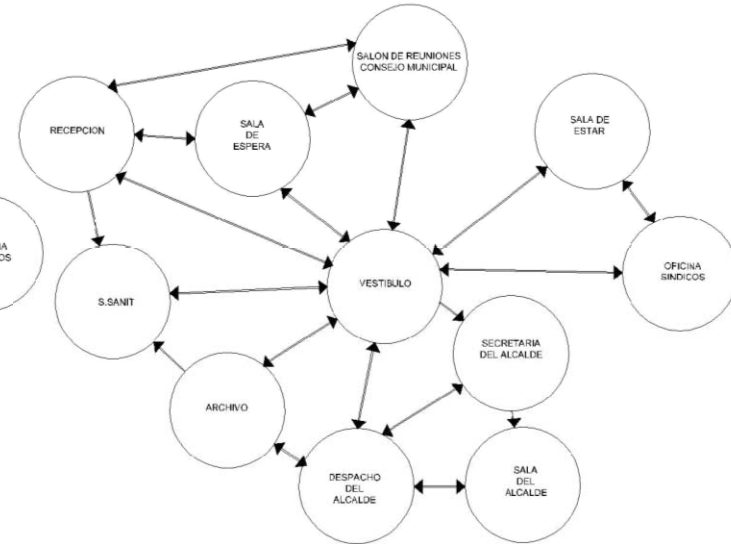 SALON DE REUNIONES
CONSEJO MUNICIPAL
RECEPCION
SALA
DE
ESPERA
SALA DE
ESTAR
OFICINA
SINDICOS
VESTIBULO
S.SANIT
SECRETARIA
DEL ALCALDE
ARCHIVO
DESPACHO
DEL
ALCALDE
SALA
DEL
ALCALDE